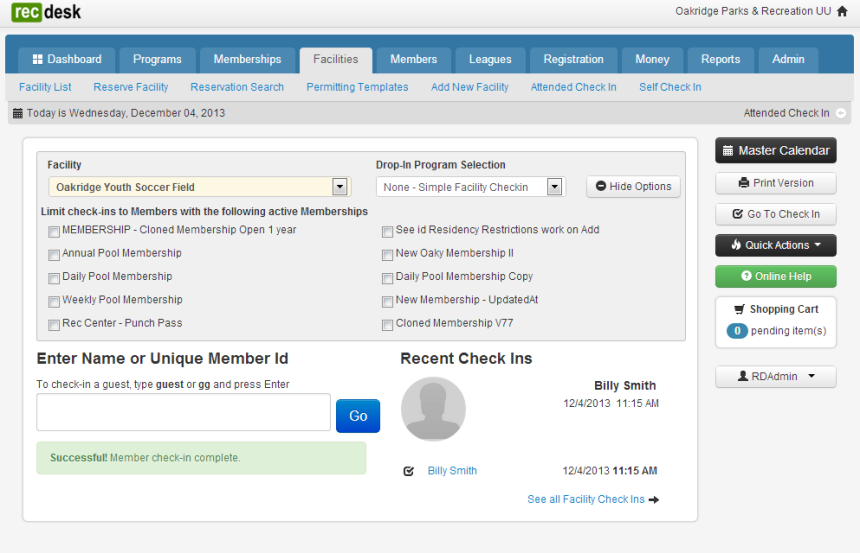 rec desk
Oakridge Parks & Recreation UU
Dashboard Programs Memberships Facilities Members Leagues Registration Money Reports Admin
Facility List Reserve Facility Reservation Search Permitting Templates Add New Facility Attended Check In Self Check In
Today is Wednesday, December 04, 2013
Attended Check In
Facility
Drop-In Program Selection
Oakridge Youth Soccer Field
None - Simple Facility Checkin
Hide Options
Limit check-ins to Members with the following active Memberships
MEMBERSHIP - Cloned Membership Open 1 year
See id Residency Restrictions work on Add
Annual Pool Membership
New Oaky Membership II
Daily Pool Membership
Daily Pool Membership Copy
Weekly Pool Membership
New Membership - UpdatedAt
Rec Center - Punch Pass
Cloned Membership V77
Enter Name or Unique Member Id
To check-in a guest, type guest or gg and press Enter
Go
Successful! Member check-in complete.
Recent Check Ins
Billy Smith
12/4/2013 11:15 AM
Billy Smith 12/4/2013 11:15 AM
See all Facility Check Ins
Master Calendar
Print Version
Go To Check In
Quick Actions
Online Help
Shopping Cart
0 pending item(s)
RDAdmin